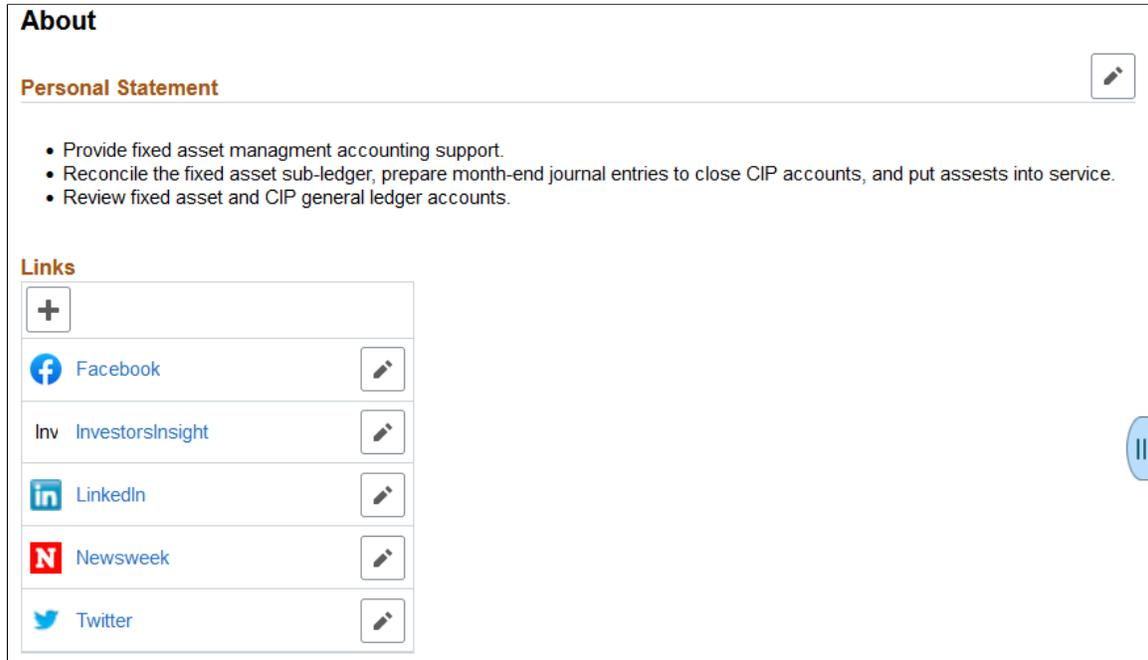 About
Personal Statement
• Provide fixed asset managment accounting support.
• Reconcile the fixed asset sub-ledger, prepare month-end journal entries to close CIP accounts, and put assests into service.
• Review fixed asset and CIP general ledger accounts.
Links
Facebook
Inv InvestorsInsight
in LinkedIn
N Newsweek
Twitter